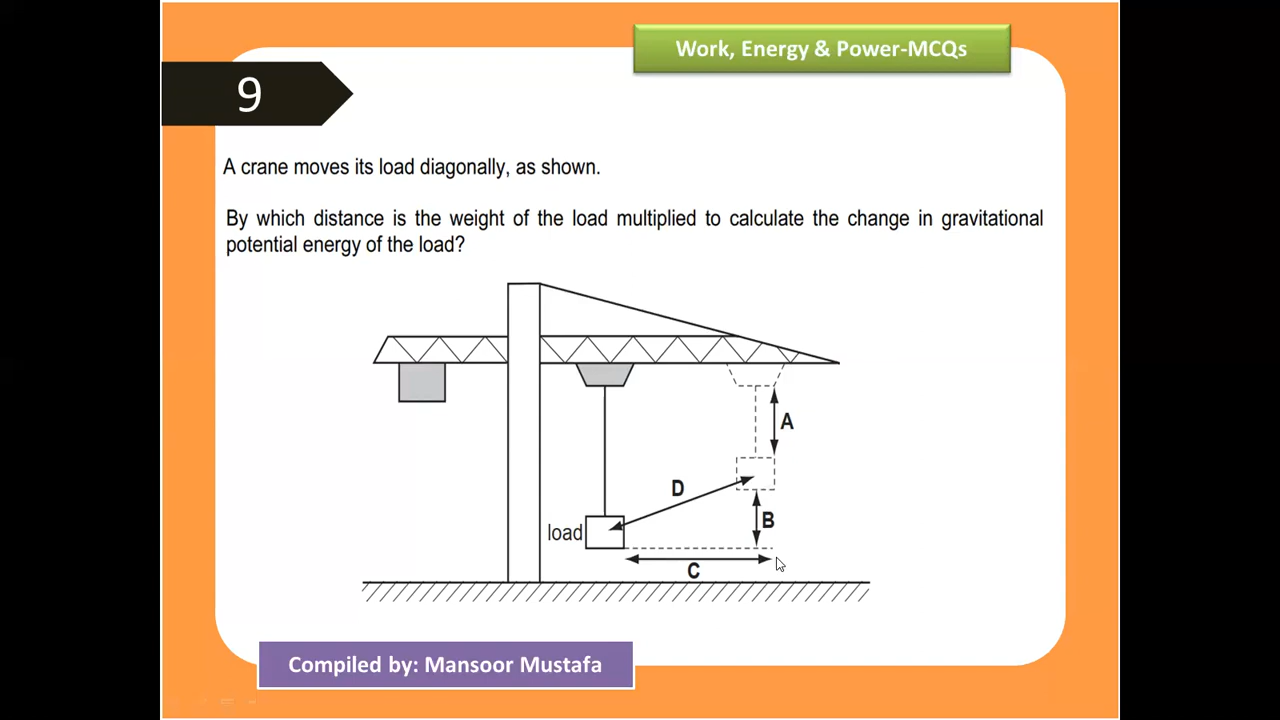 Work, Energy & Power-MCQs
9
A crane moves its load diagonally, as shown.
By which distance is the weight of the load multiplied to calculate the change in gravitational
potential energy of the load?
A
D
B
load
C
Compiled by: Mansoor Mustafa